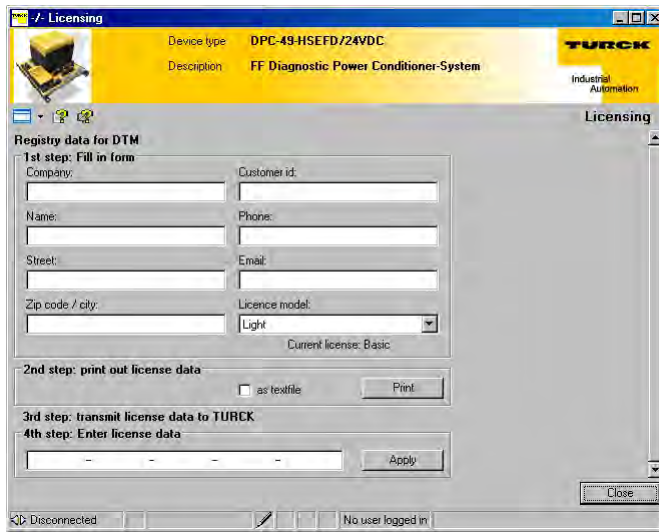 TURCK -/- Licensing
Device type DPC-49-HSEFD/24VDC
TURCK
Description FF Diagnostic Power Conditioner-System
Industrial
Automation
Licensing
Registry data for DTM
1st step: Fill in form
Company: Customer id:
Name: Phone:
Street: Email:
Zip code / city: Licence model:
Light
Current license: Basic
2nd step: print out license data
as textfile Print
3rd step: transmit license data to TURCK
4th step: Enter license data
- - - - Apply
Close
Disconnected No user logged in